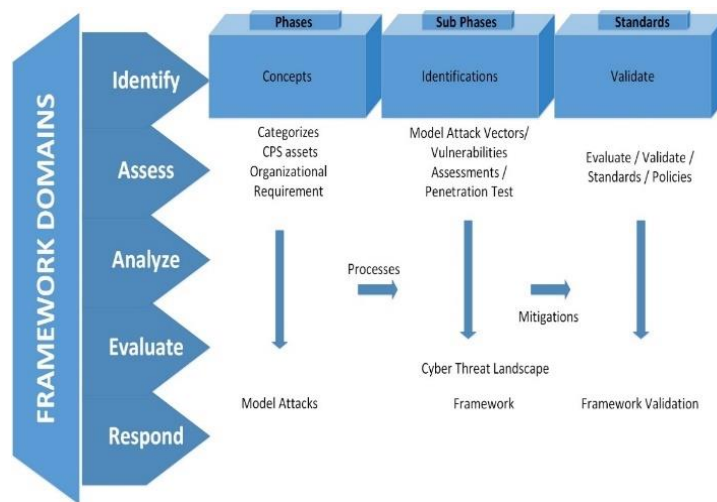 FRAMEWORK DOMAINS
Identify
Assess
Analyze
Evaluate
Respond
Phases
Concepts
Categorizes
CPS assets
Organizational
Requirement
Model Attacks
Processes
Sub Phases
Identifications
Model Attack Vectors/
Vulnerabilities
Assessments /
Penetration Test
Cyber Threat Landscape
Framework
Mitigations
Standards
Validate
Evaluate / Validate /
Standards / Policies
Framework Validation